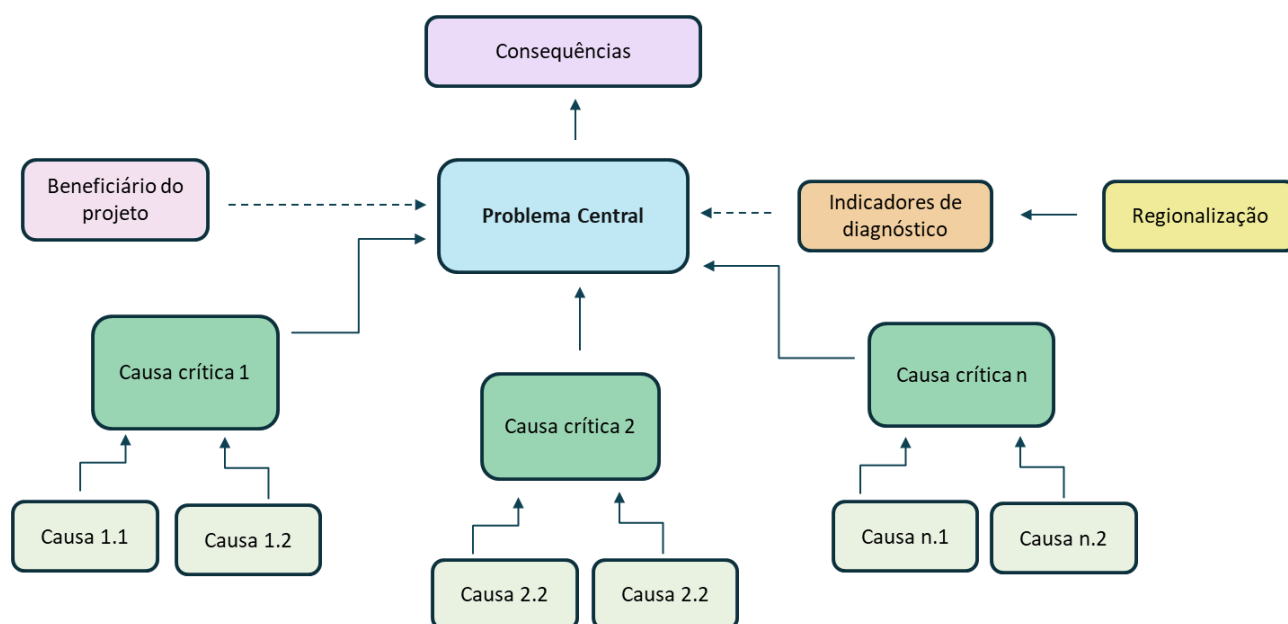 Consequências
Beneficiário do
projeto
Problema Central
Indicadores de
diagnóstico
Regionalização
Causa crítica 1
Causa crítica 2
Causa crítica n
Causa 1.1
Causa 1.2
Causa 2.2
Causa 2.2
Causa n.1
Causa n.2